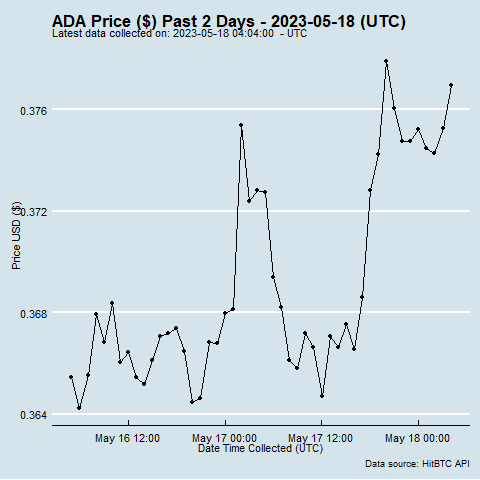 ADA Price ($) Past 2 Days - 2023-05-18 (UTC)
Latest data collected on: 2023-05-18 04:04:00 - UTC
0.376
0.372
0.368
0.364
Price USD ($)
May 16 12:00
May 17 00:00
May 17 12:00
May 18 00:00
Date Time Collected (UTC)
Data source: HitBTC API